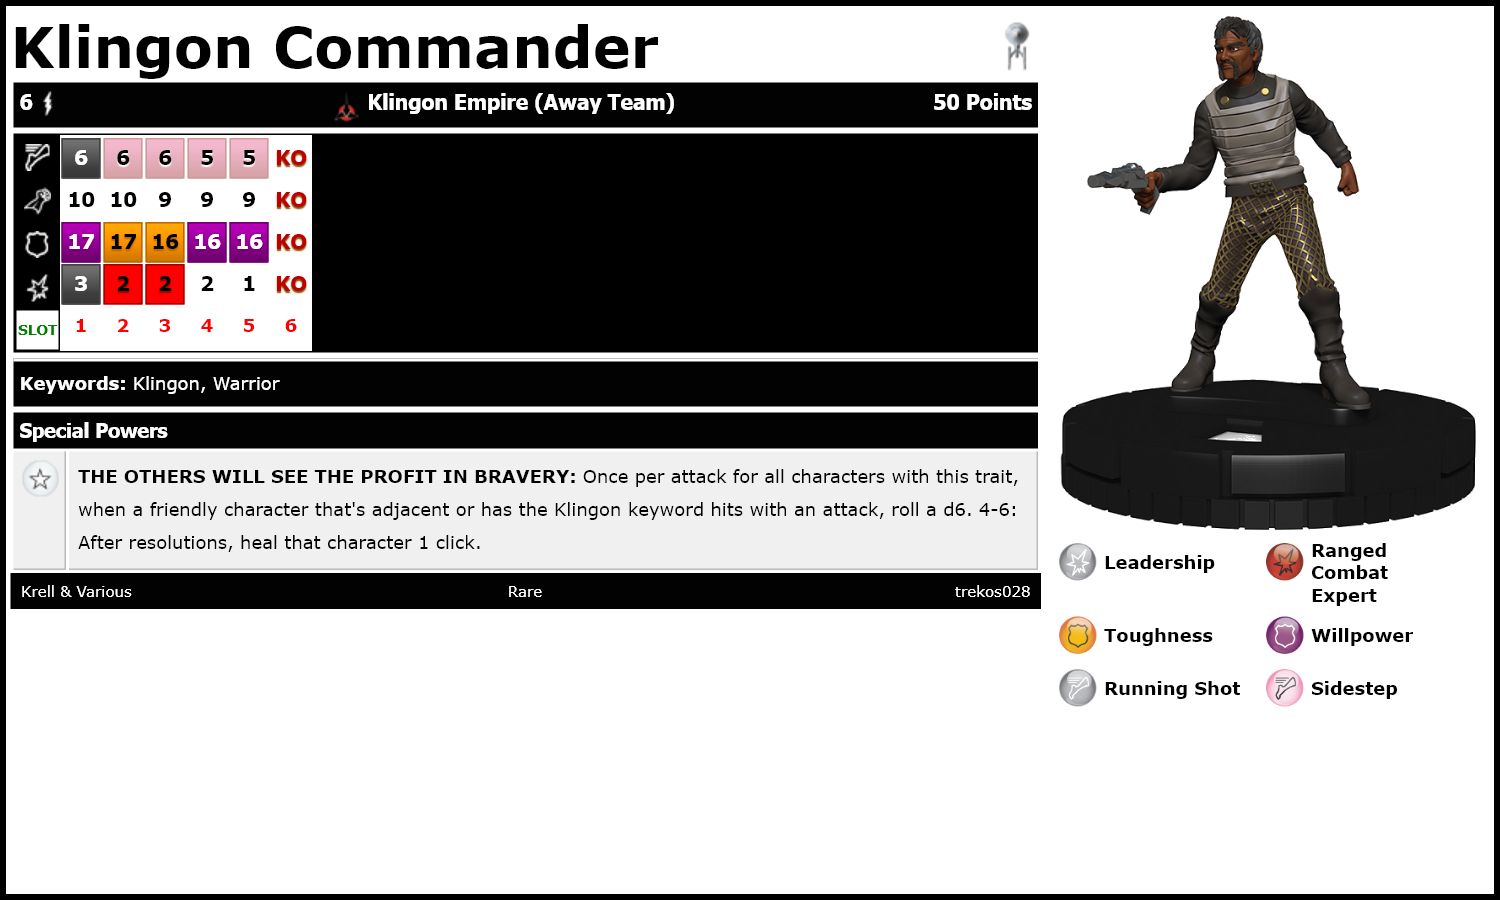 Klingon Commander
6 Klingon Empire (Away Team) 50 Points
6 6 6 5 5 KO
10 10 9 9 9 KO
17 17 16 16 16 KO
3 2 2 2 1 KO
SLOT 1 2 3 4 5 6
Keywords: Klingon, Warrior
Special Powers
THE OTHERS WILL SEE THE PROFIT IN BRAVERY: Once per attack for all characters with this trait,
when a friendly character that's adjacent or has the Klingon keyword hits with an attack, roll a d6. 4-6:
After resolutions, heal that character 1 click.
Krell & Various Rare trekos028
Leadership
Ranged
Combat
Expert
Toughness
Willpower
Running Shot
Sidestep